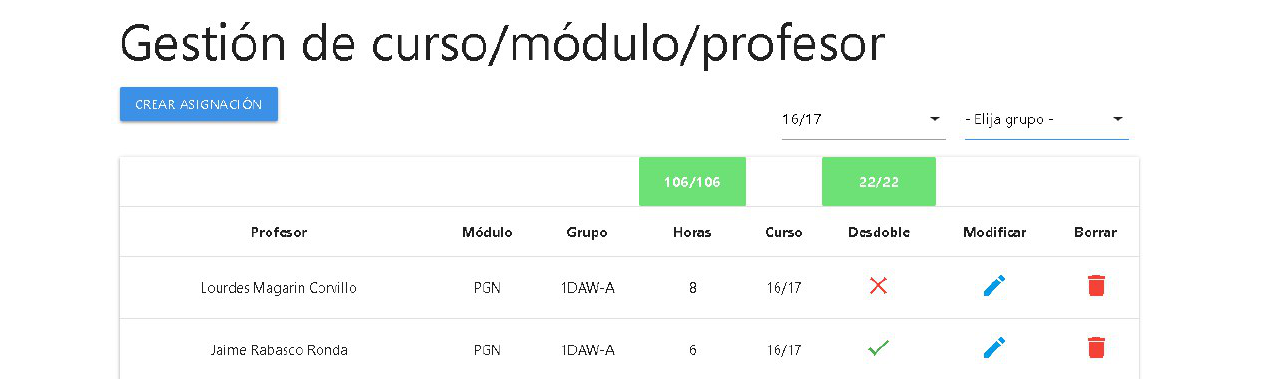 Gestión de curso/módulo/profesor
CREAR ASIGNACIÓN
16/17 - Elija grupo -
106/106 22/22
Profesor Módulo Grupo Horas Curso Desdoble Modificar Borrar
Lourdes Magarin Corvillo PGN 1DAW-A 8 16/17
Jaime Rabasco Ronda PGN 1DAW-A 6 16/17